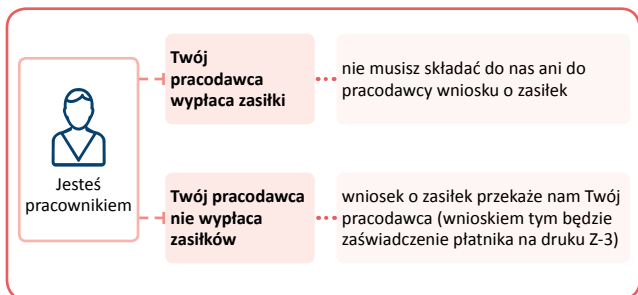 Jesteś
pracownikiem
Twój
pracodawca
wypłaca zasiłki
nie musisz składać do nas ani do
pracodawcy wniosku o zasiłek
Twój pracodawca
nie wypłaca
zasiłków
wniosek o zasiłek przekaże nam Twój
pracodawca (wnioskiem tym będzie
zaświadczenie płatnika na druku Z-3)